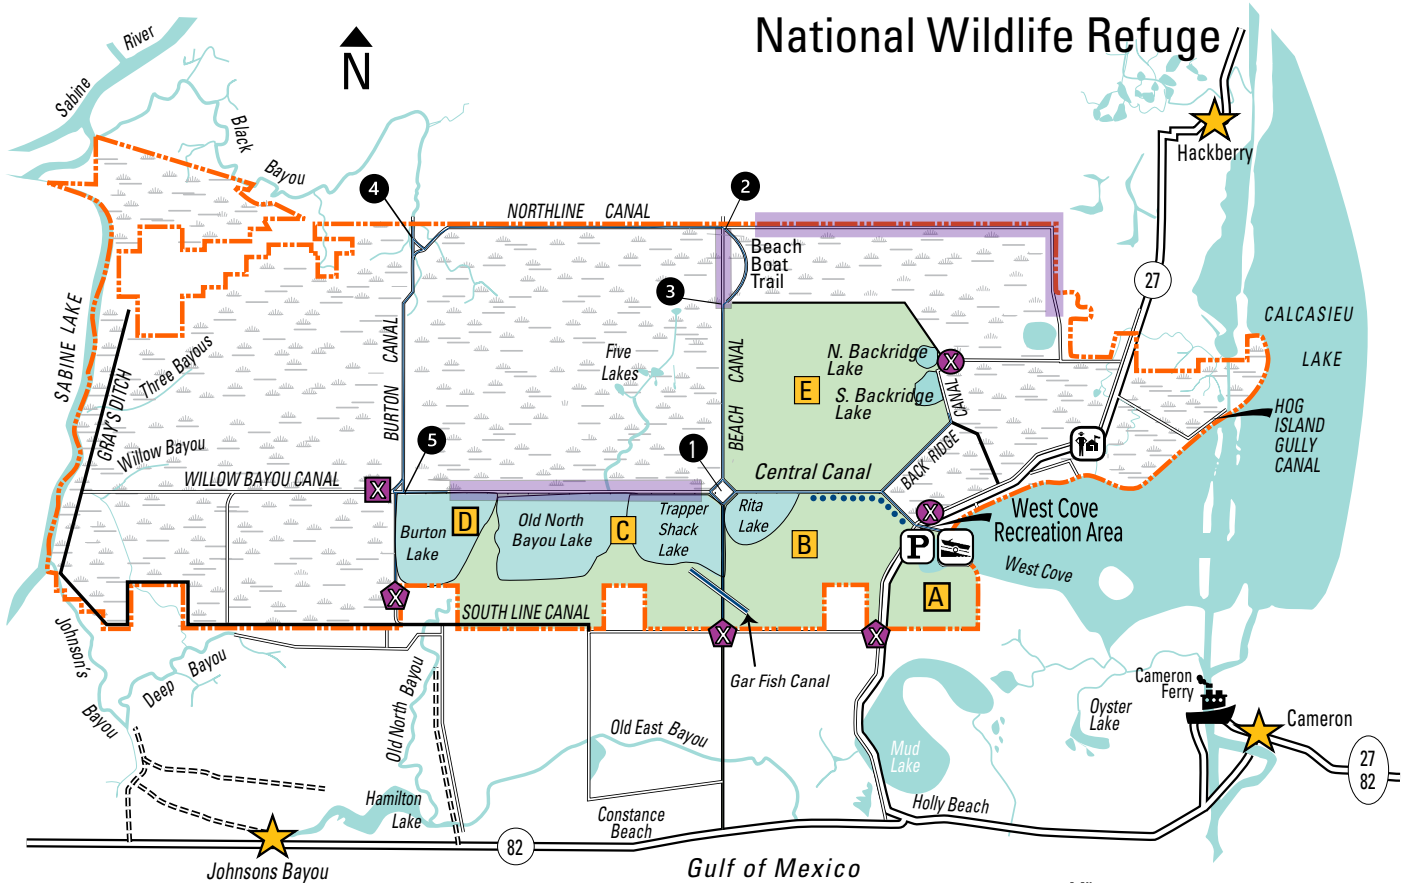 National Wildlife Refuge
River
Sabine
N
Black
Bayou
Hackberry
4
2
NORTHLINE CANAL
Beach
Boat
Trail
27
3
SABINE LAKE
CALCASIEU
LAKE
BURTON CANAL
BEACH CANAL
Three Bayous
Five
Lakes
N. Backridge
Lake
X
E
S. Backridge
Lake
GRAY'S DITCH
CANAL
HOG
ISLAND
GULLY
CANAL
Willow Bayou
5
1
BACK RIDGE
Central Canal
WILLOW BAYOU CANAL
X
Burton
Lake
D
Old North
Bayou Lake
C
Trapper
Shack
Lake
Rita
Lake
B
X
West Cove
Recreation Area
P
West Cove
A
X
SOUTH LINE CANAL
X
X
Johnson's
Bayou
Deep Bayou
Old North Bayou
Gar Fish Canal
Cameron
Ferry
Oyster
Lake
Cameron
Old East Bayou
Mud
Lake
27
82
Hamilton
Lake
Constance
Beach
Holly Beach
82
Johnsons Bayou
Gulf of Mexico